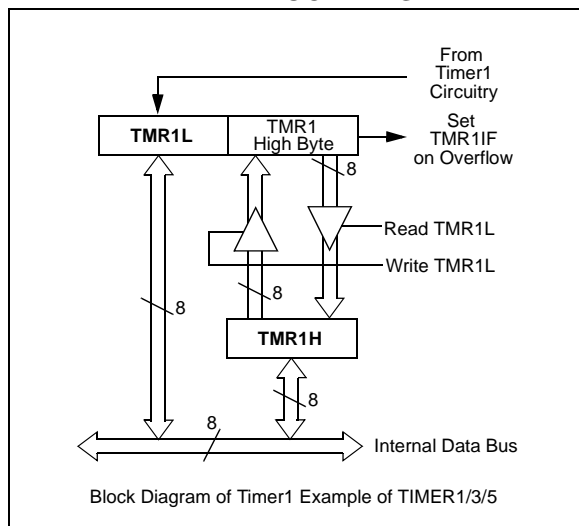 From
Timer1
Circuitry
TMR1L
TMR1
High Byte
Set
TMR1IF
on Overflow
8
Read TMR1L
Write TMR1L
8
8
TMR1H
8
8
Internal Data Bus
Block Diagram of Timer1 Example of TIMER1/3/5